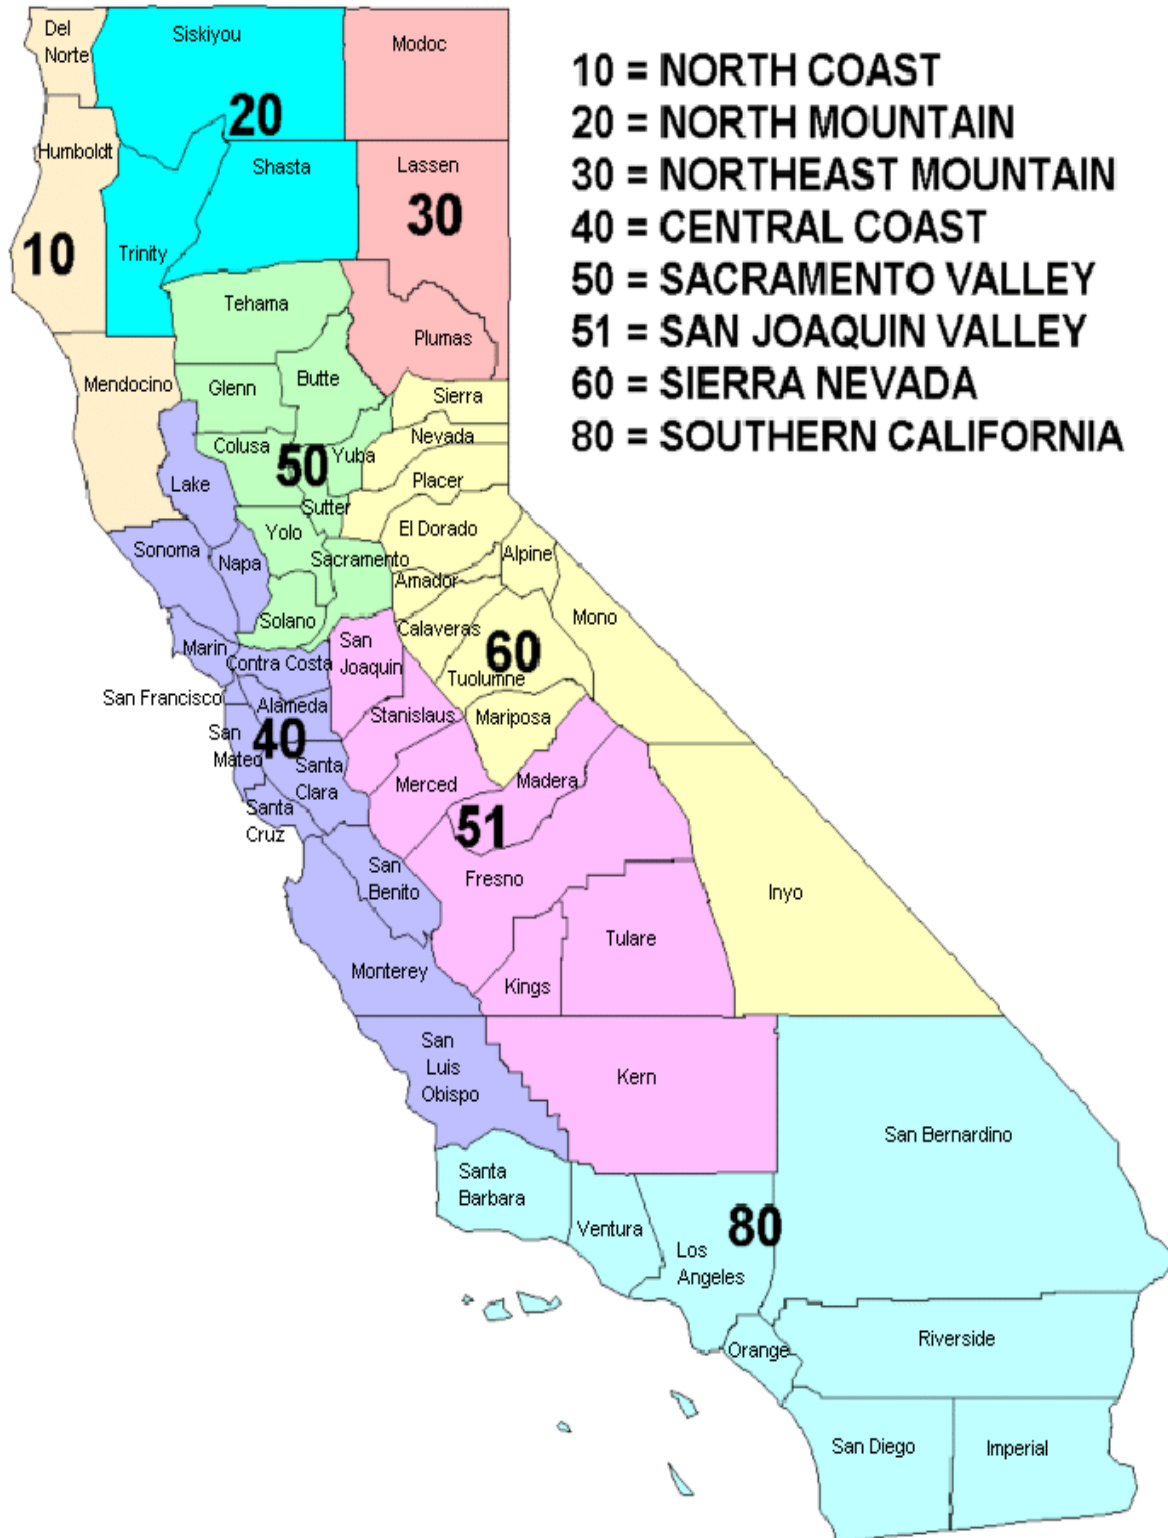 Del
Norte
Siskiyou
Modoc
10 = NORTH COAST
20 = NORTH MOUNTAIN
30 = NORTHEAST MOUNTAIN
40 = CENTRAL COAST
50 = SACRAMENTO VALLEY
51 = SAN JOAQUIN VALLEY
60 = SIERRA NEVADA
80 = SOUTHERN CALIFORNIA
20
Humboldt
Shasta
Lassen
30
10
Trinity
Tehama
Plumas
Mendocino
Glenn
Butte
Sierra
Colusa
50
Yuba
Nevada
Lake
Placer
Sutter
Yolo
El Dorado
Sonoma
Napa
Sacramento
Alpine
Amador
Solano
Calaveras
Mono
Marin
San
Joaquin
60
Contra Costa
Tuolumne
San Francisco
Alameda
Stanislaus
Mariposa
San
Mateo
40
Santa
Clara
Merced
Madera
Santa
Cruz
51
San
Benito
Fresno
Inyo
Tulare
Monterey
Kings
San
Luis
Obispo
Kern
San Bernardino
Santa
Barbara
Ventura
80
Los
Angeles
Orange
Riverside
San Diego
Imperial